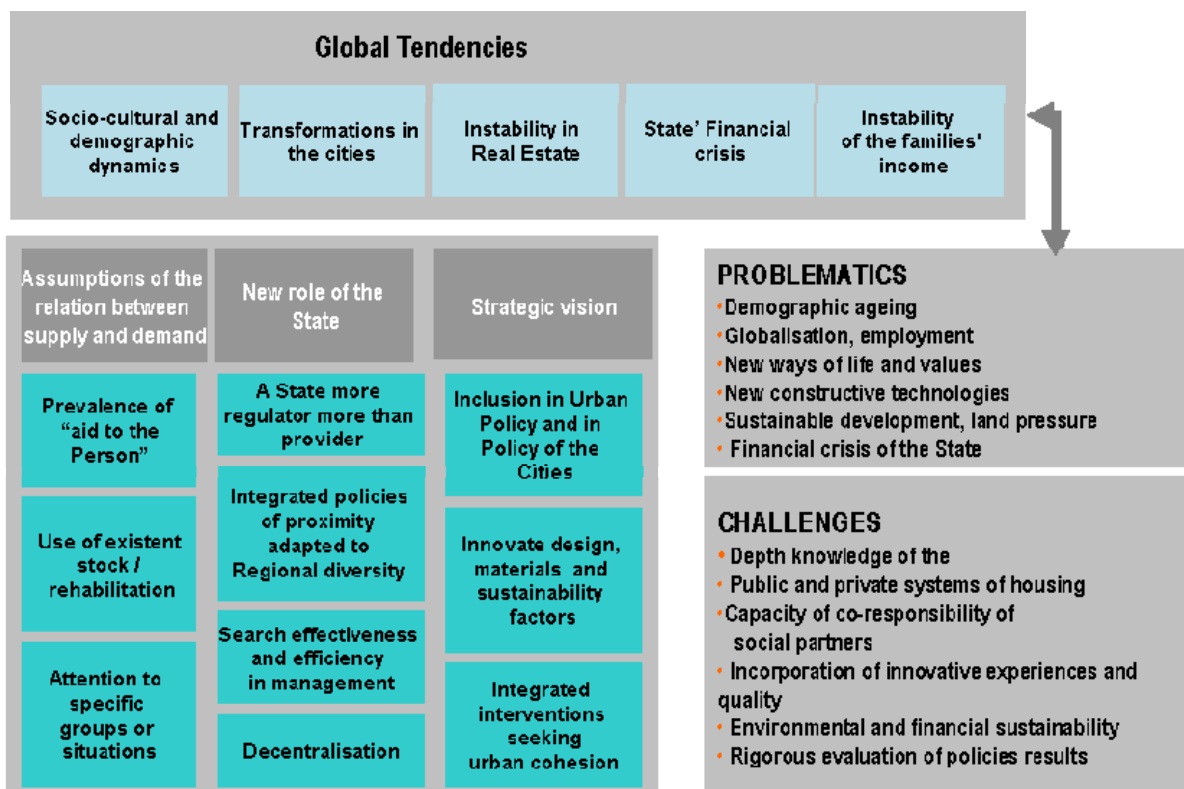 Global Tendencies
Socio-cultural and
demographic
dynamics
Transformations in
the cities
Instability in
Real Estate
State' Financial
crisis
Instability
of the families'
income
Assumptions of the
relation between
supply and demand
New role of the
State
Strategic vision
Prevalence of
"aid to the
Person"
Use of existent
stock /
rehabilitation
Attention to
specific
groups or
situations
A State more
regulator more than
provider
Integrated policies
of proximity
adapted to
Regional diversity
Search effectiveness
and efficiency
in management
Decentralisation
Inclusion in Urban
Policy and in
Policy of the
Cities
Innovate design,
materials and
sustainability
factors
Integrated
interventions
seeking
urban cohesion
PROBLEMATICS
•Demographic ageing
•Globalisation, employment
•New ways of life and values
•New constructive technologies
•Sustainable development, land pressure
• Financial crisis of the State
CHALLENGES
• Depth knowledge of the
• Public and private systems of housing
•Capacity of co-responsibility of
social partners
• Incorporation of innovative experiences and
quality
• Environmental and financial sustainability
• Rigorous evaluation of policies results